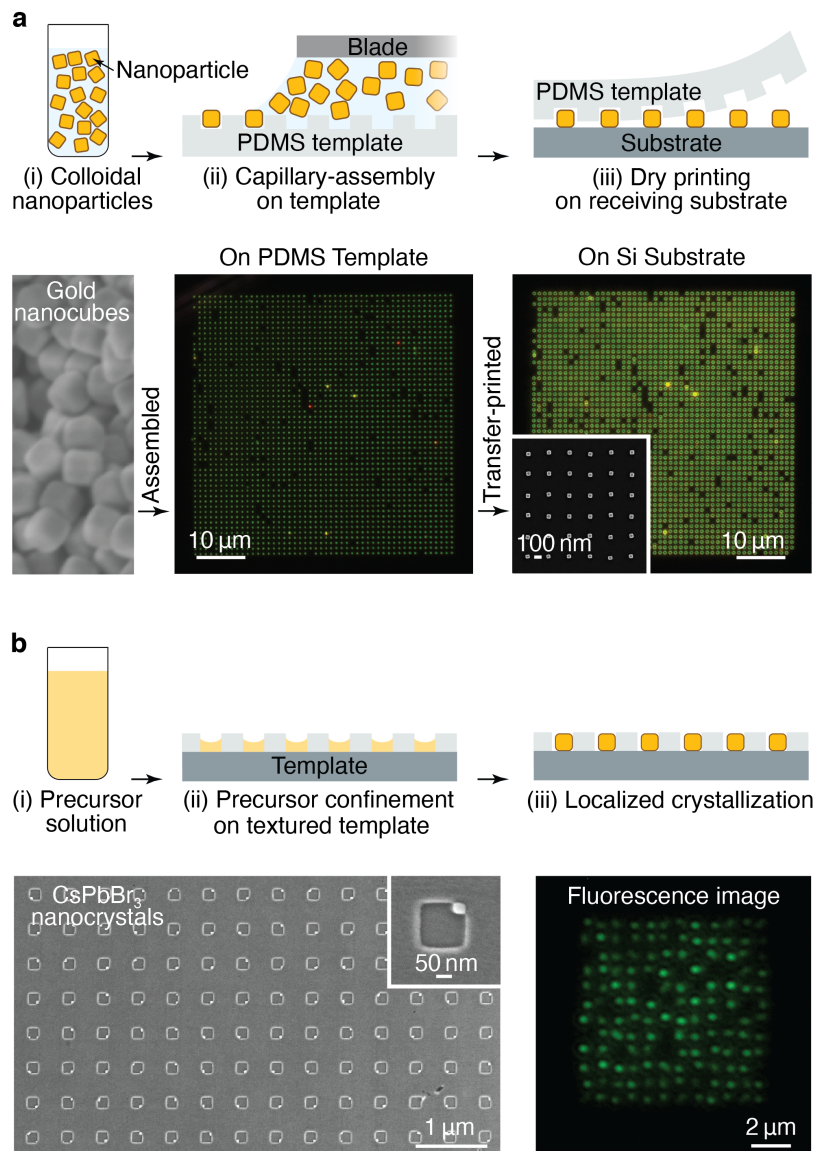 a
Nanoparticle
Blade
PDMS template
PDMS template
Substrate
(i) Colloidal
nanoparticles
(ii) Capillary-assembly
on template
(iii) Dry printing
on receiving substrate
On PDMS Template
On Si Substrate
Gold
nanocubes
Assembled
10 µm
Transfer-printed
100 nm
10 µm
b
Template
(i) Precursor
solution
(ii) Precursor confinement
on textured template
(iii) Localized crystallization
CsPbBr₃
nanocrystals
50 nm
1 µm
Fluorescence image
2 µm